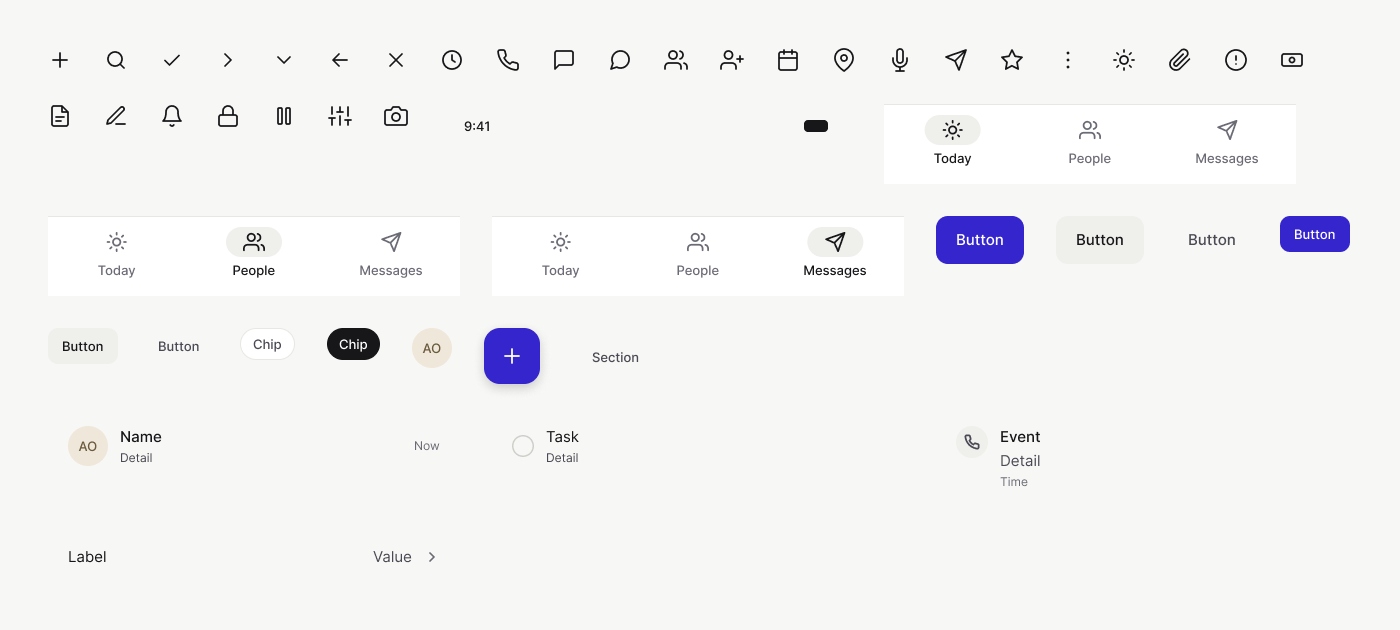 9:41
Today People Messages
Today People Messages
Today People Messages
Button Button Button Button
Button Button Chip Chip AO Section
AO Name Now
Detail
Task
Detail
Event
Detail
Time
Label Value